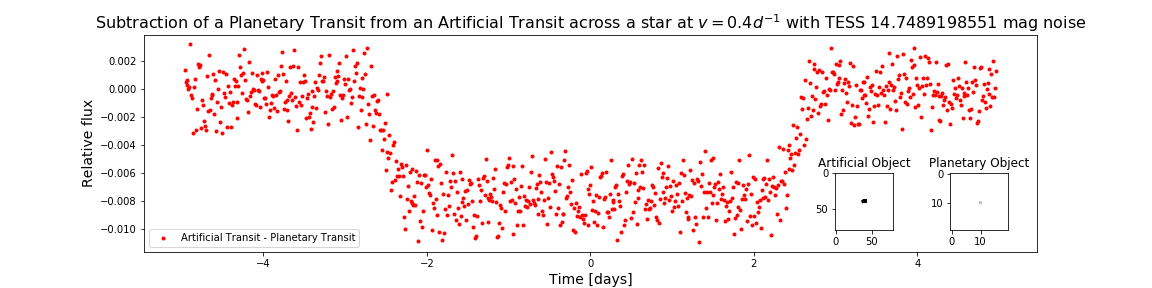 Subtraction of a Planetary Transit from an Artificial Transit across a star at v = 0.4d⁻¹ with TESS 14.7489198551 mag noise
Relative flux
0.002
0.000
−0.002
−0.004
−0.006
−0.008
−0.010
Artificial Object
0
50
0 50
Planetary Object
0
10
0 10
Artificial Transit - Planetary Transit
−4 −2 0 2 4
Time [days]